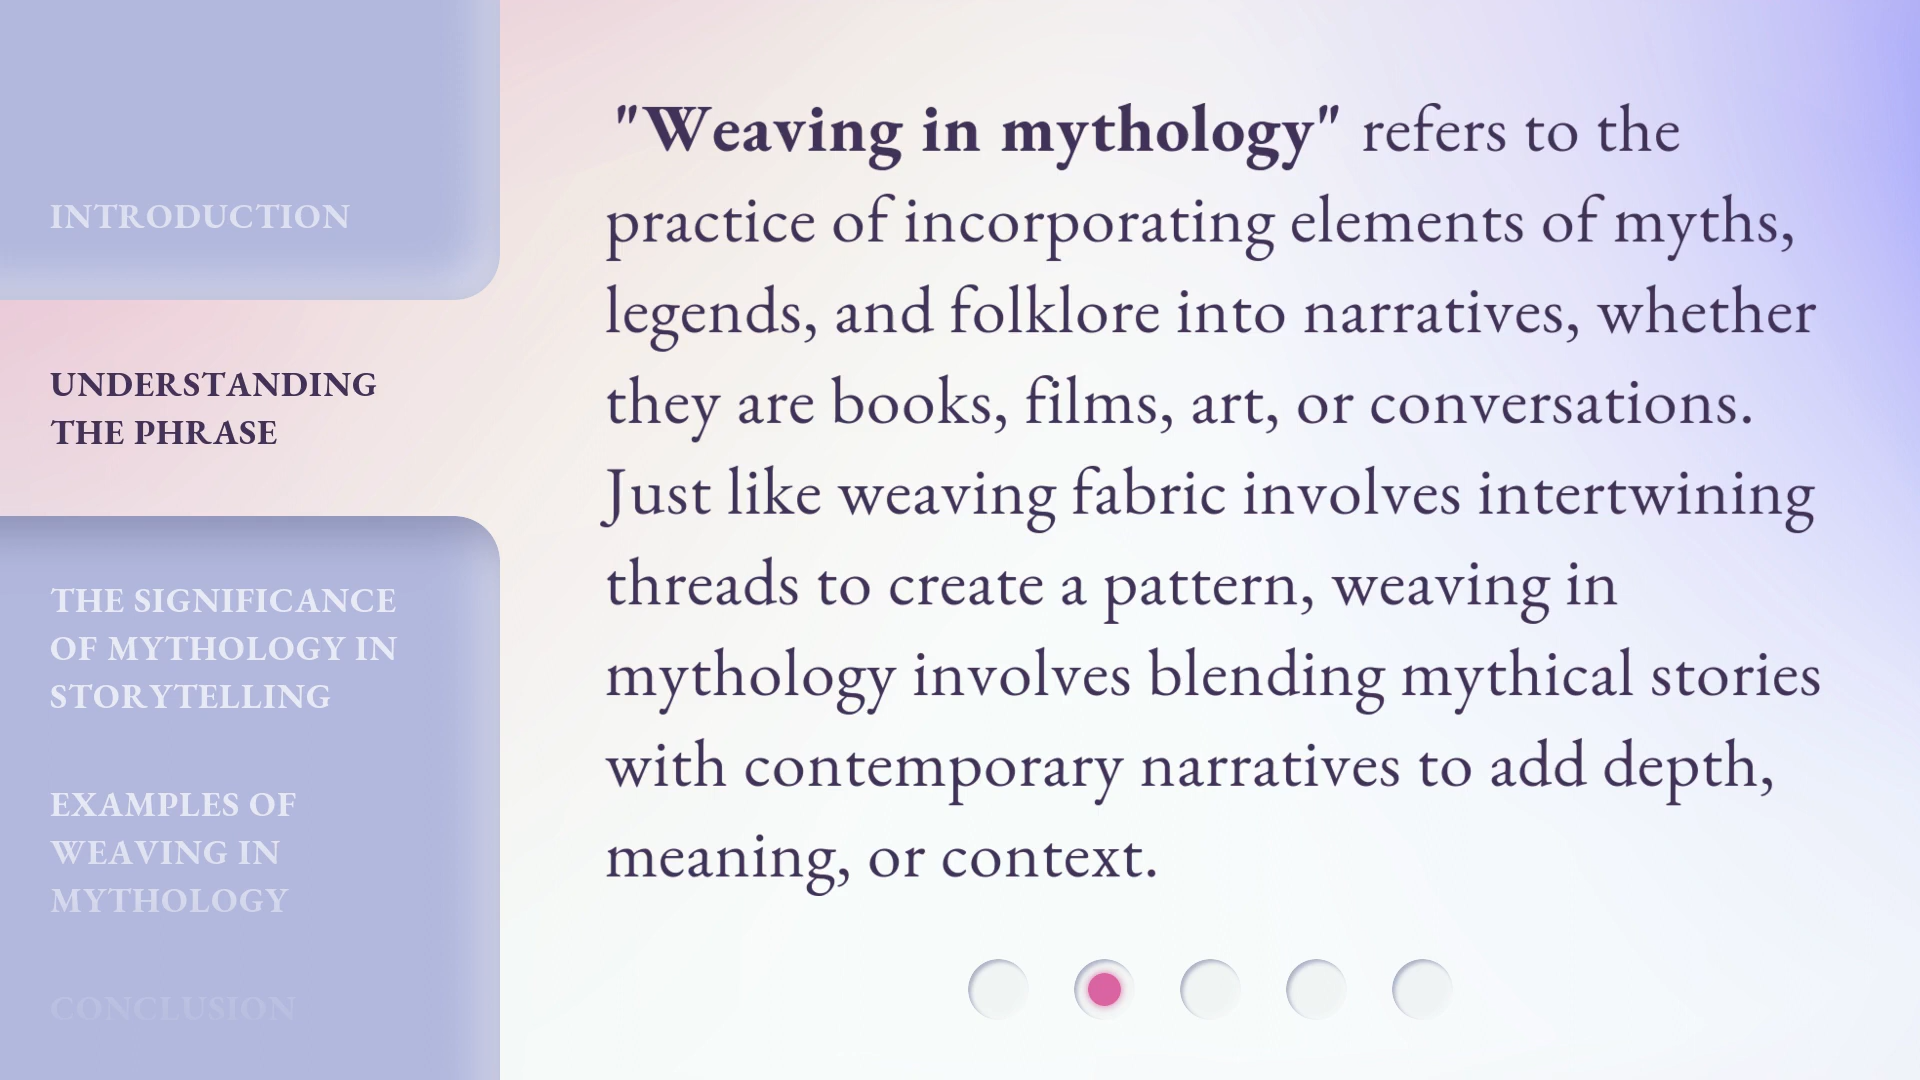 INTRODUCTION
UNDERSTANDING
THE PHRASE
THE SIGNIFICANCE
OF MYTHOLOGY IN
STORYTELLING
EXAMPLES OF
WEAVING IN
MYTHOLOGY
CONCLUSION
"Weaving in mythology" refers to the
practice of incorporating elements of myths,
legends, and folklore into narratives, whether
they are books, films, art, or conversations.
Just like weaving fabric involves intertwining
threads to create a pattern, weaving in
mythology involves blending mythical stories
with contemporary narratives to add depth,
meaning, or context.